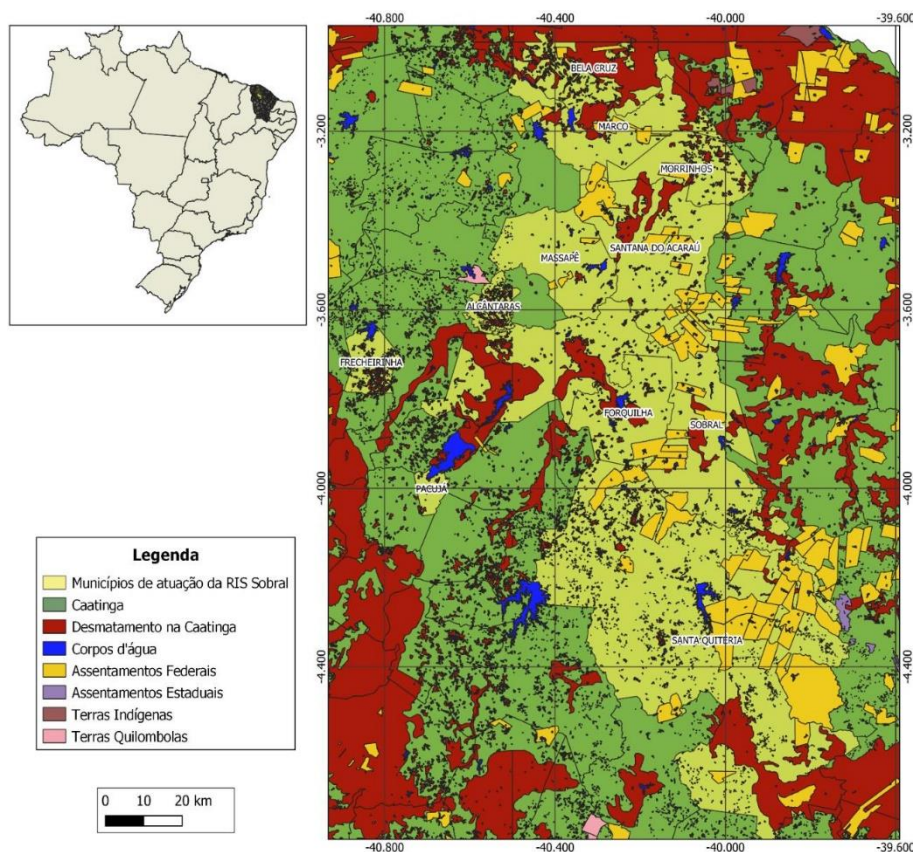 -40.800
-40.400
-40.000
-39.600
BELA CRUZ
-3.200
-3.200
MARCO
MORRINHOS
SANTANA DO ACARAÚ
MASSAPÊ
ALCÂNTARAS
-3.600
-3.600
FRECHEIRINHA
FORQUILHA
SOBRAL
PACUJÁ
-4.000
-4.000
Legenda
Municípios de atuação da RIS Sobral
Caatinga
Desmatamento na Caatinga
Corpos d'água
Assentamentos Federais
Assentamentos Estaduais
Terras Indígenas
Terras Quilombolas
SANTA QUITÉRIA
-4.400
-4.400
0 10 20 km
-40.800
-40.400
-40.000
-39.600